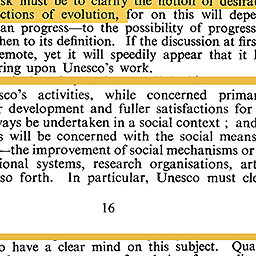 sk must be to clarify the notion of desira
ctions of evolution, for on this will depe
an progress—to the possibility of progress
hen to its definition. If the discussion at firs
emote, yet it will speedily appear that it h
ring upon Unesco's work.
sco's activities, while concerned primar
r development and fuller satisfactions for
ays be undertaken in a social context ; and
s will be concerned with the social means
—the improvement of social mechanisms or
ional systems, research organisations, art
so forth. In particular, Unesco must cle
16
o have a clear mind on this subject. Qua